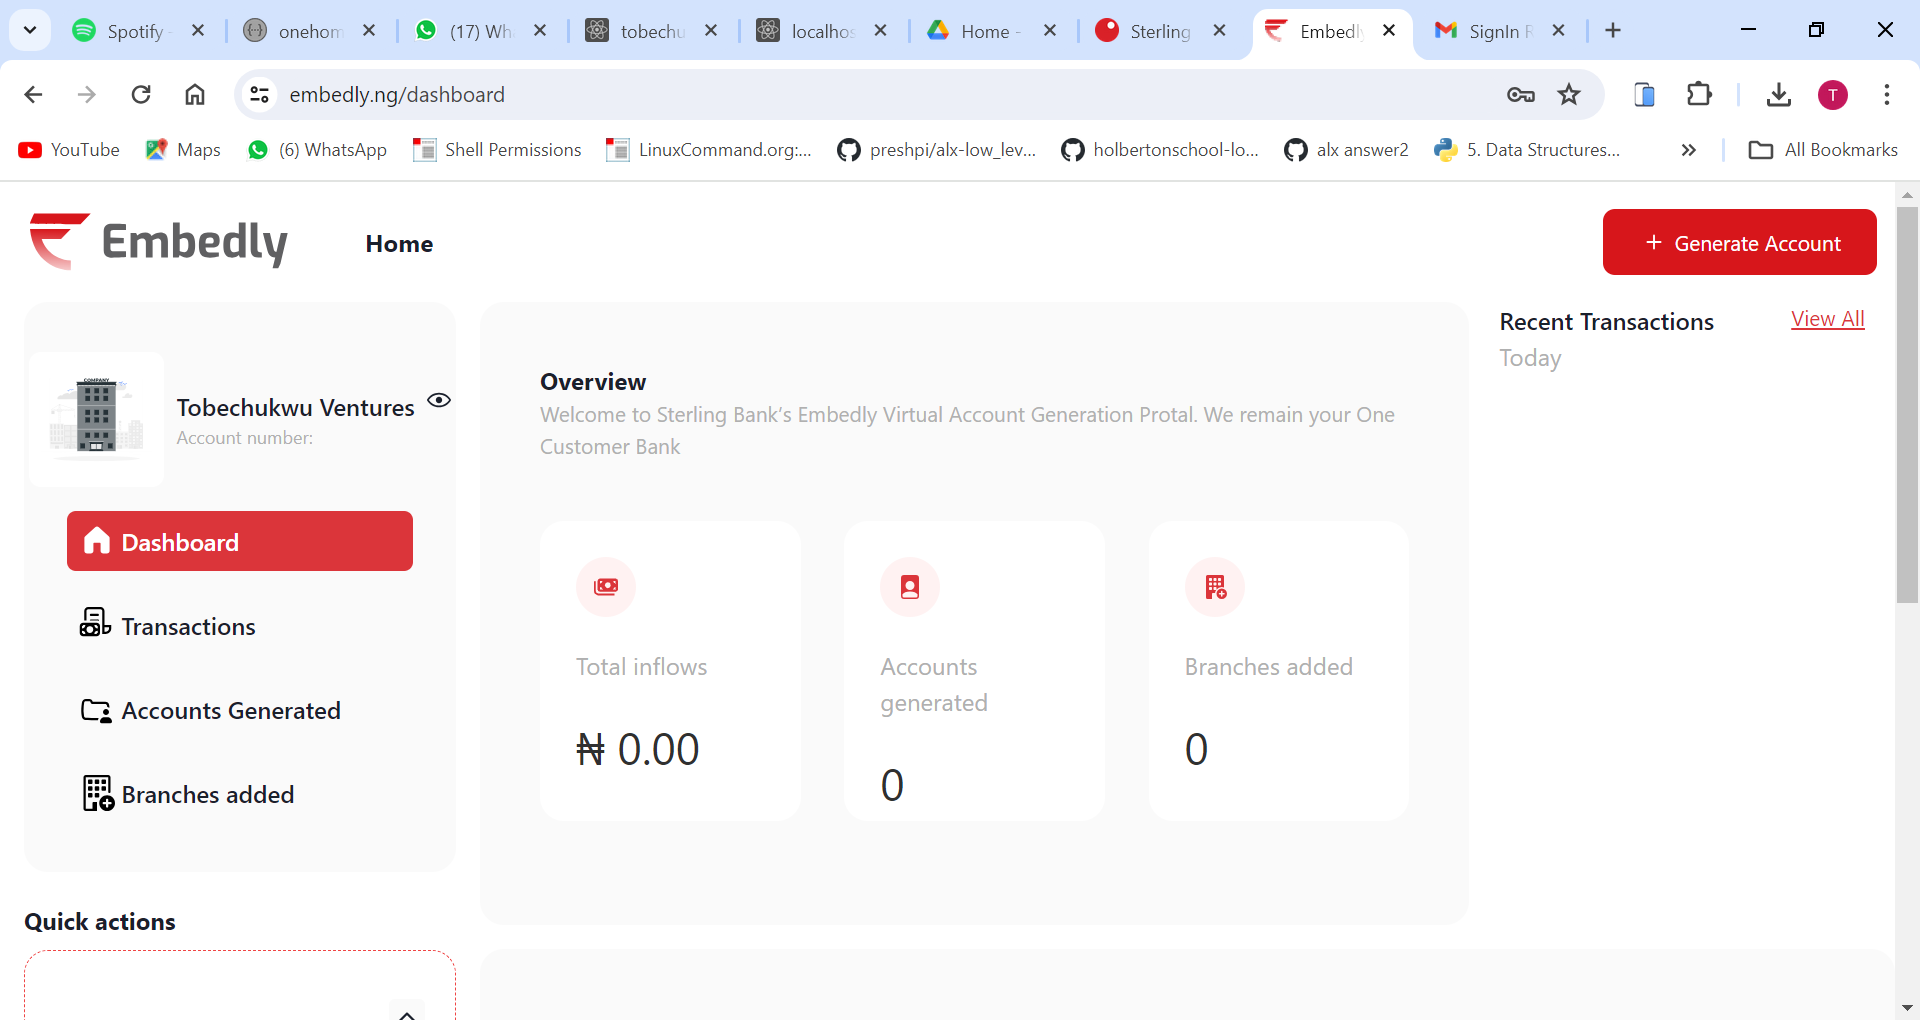 Spotify -
onehom
(17) Wh
tobechu
localhos
Home -
Sterling
Embedly
SignIn R
embedly.ng/dashboard
T
YouTube
Maps
(6) WhatsApp
Shell Permissions
LinuxCommand.org:...
preshpi/alx-low_lev...
holbertonschool-lo...
alx answer2
5. Data Structures...
All Bookmarks
Embedly
Home
+ Generate Account
COMPANY
Tobechukwu Ventures
Account number:
Dashboard
Transactions
Accounts Generated
Branches added
Quick actions
Overview
Welcome to Sterling Bank's Embedly Virtual Account Generation Protal. We remain your One
Customer Bank
Total inflows
₦ 0.00
Accounts
generated
0
Branches added
0
Recent Transactions
View All
Today